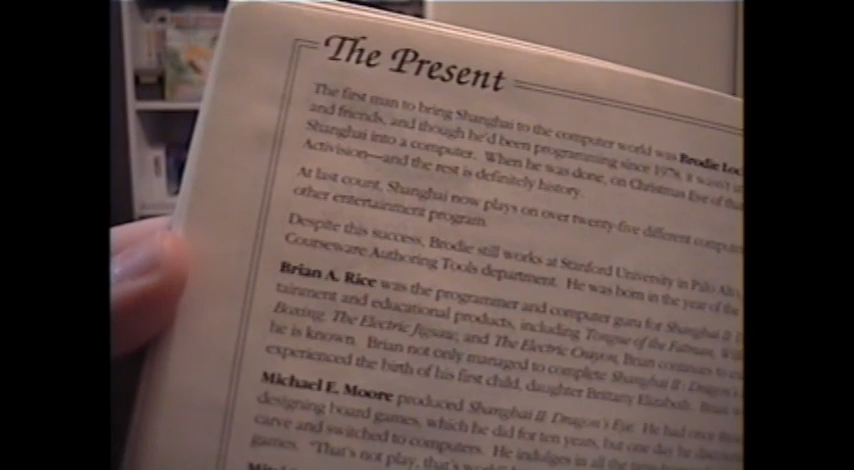 The Present
The first man to bring Shanghai to the computer world was Brodie Loc
and friends, and though he'd been programming since 1978, it wasn't
Shanghai into a computer. When he was done, on Christmas Eve of that
Activision—and the rest is definitely history.
At last count, Shanghai now plays on over twenty-five different compute
other entertainment program.
Despite this success, Brodie still works at Stanford University in Palo Alto
Courseware Authoring Tools department. He was born in the year of the
Brian A. Rice was the programmer and computer guru for Shanghai II: D
tainment and educational products, including Tongue of the Fatman,
Boxing, The Electric Jigsaw, and The Electric Crayon, Brian continues to
he is known. Brian not only managed to complete Shanghai II: Dragon's
experienced the birth of his first child, daughter Brittany Elizabeth. Brian
Michael E. Moore produced Shanghai II: Dragon's Eye. He had once
designing board games, which he did for ten years, but one day he
carve and switched to computers. He indulges in all the
games. "That's not play, that's